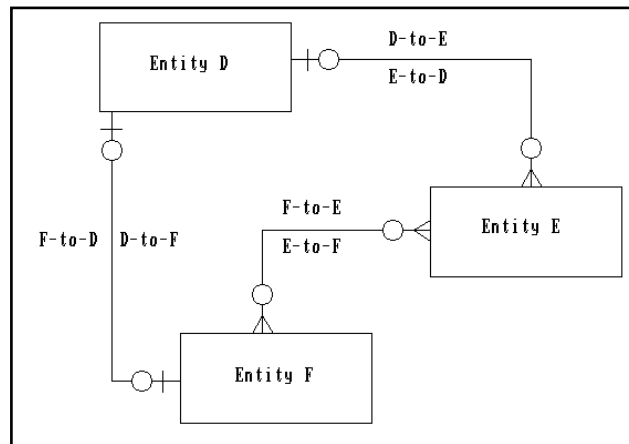 D-to-E
Entity D
E-to-D
F-to-E
Entity E
F-to-D D-to-F
E-to-F
Entity F